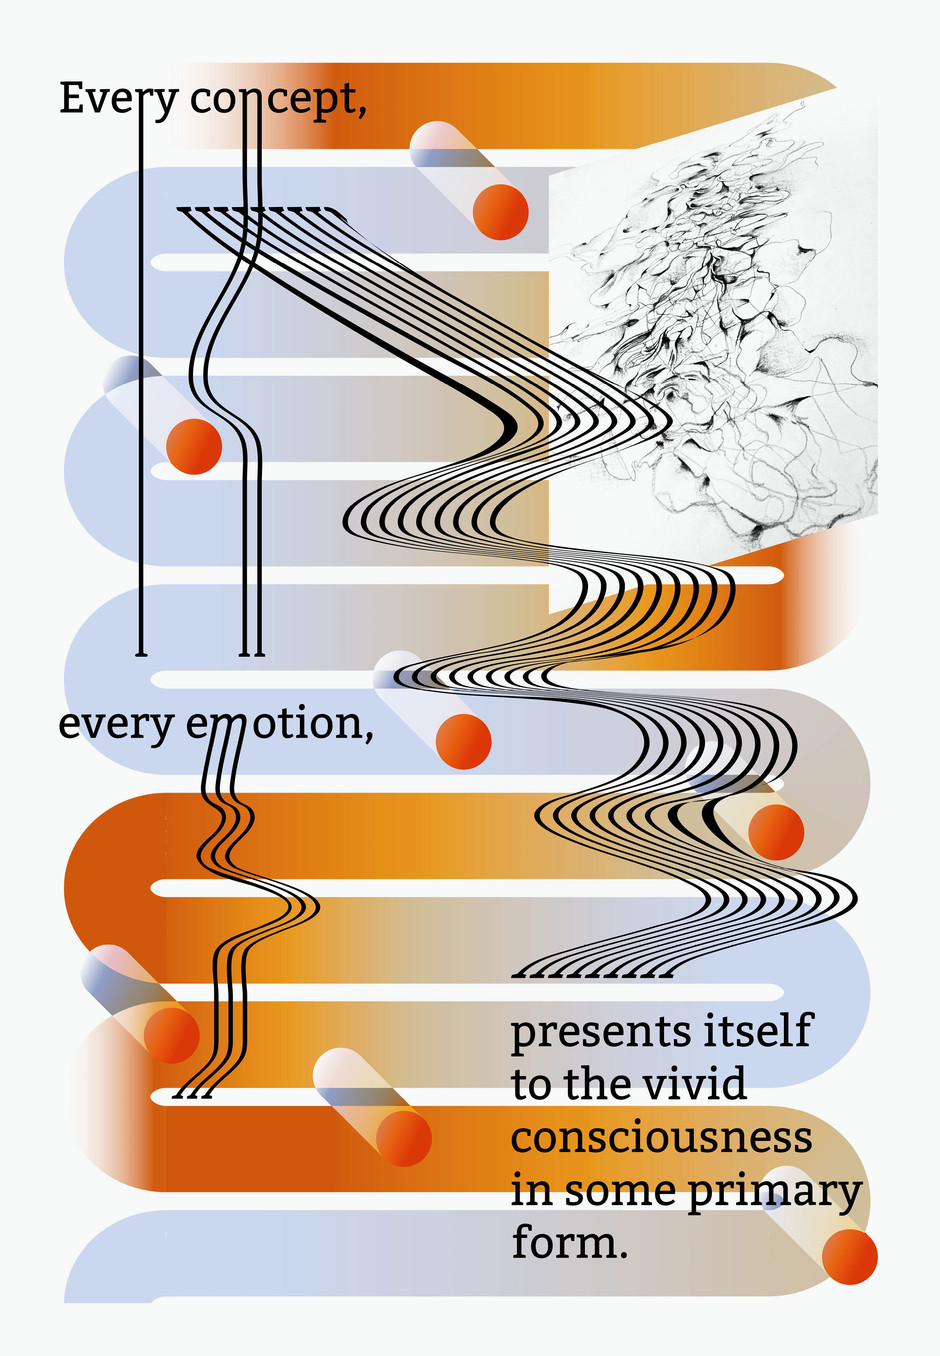 Every concept,
every emotion,
presents itself
to the vivid
consciousness
in some primary
form.